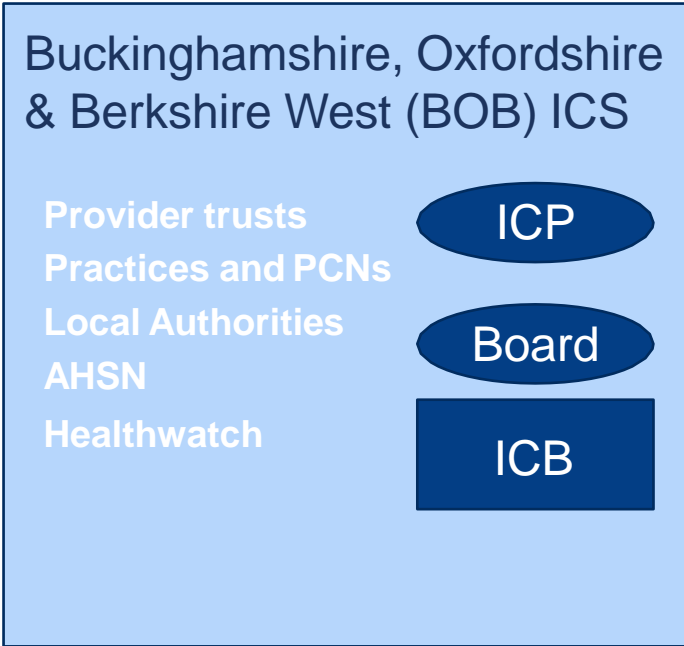 Buckinghamshire, Oxfordshire
& Berkshire West (BOB) ICS
Provider trusts
Practices and PCNs
Local Authorities
AHSN
Healthwatch
ICP
Board
ICB